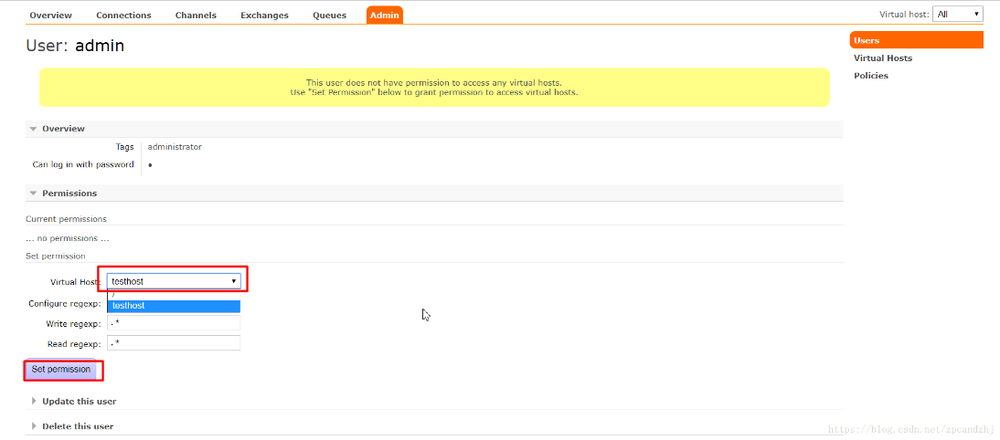 Overview Connections Channels Exchanges Queues Admin Virtual host: All
User: admin
Users
Virtual Hosts
Policies
This user does not have permission to access any virtual hosts.
Use "Set Permission" below to grant permission to access virtual hosts.
Overview
Tags administrator
Can log in with password •
Permissions
Current permissions
... no permissions ...
Set permission
Virtual Host: testhost
/
Configure regexp: testhost
Write regexp: .*
Read regexp: .*
Set permission
Update this user
Delete this user
https://blog.csdn.net/zpcandzhj